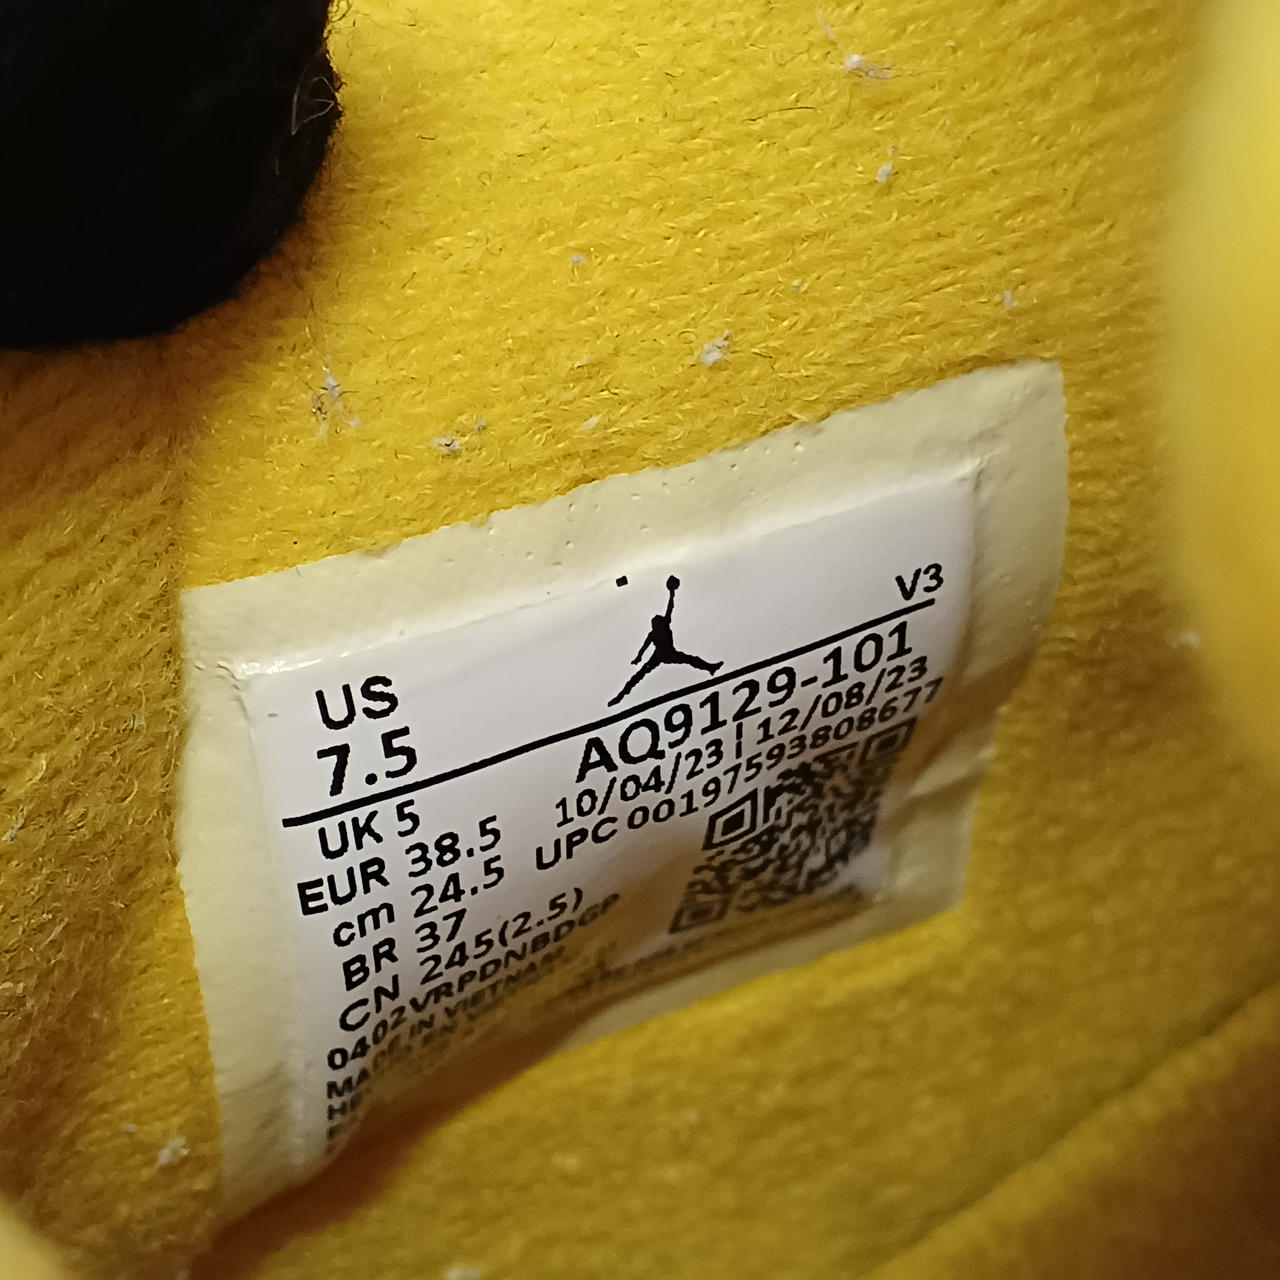 V3
US
7.5
AQ9129-101
10/04/23 | 12/08/23
UPC 00197593808677
UK 5
EUR 38.5
cm 24.5
BR 37
CN 245(2.5)
0402VRPDNBDGP
MADE IN VIETNAM